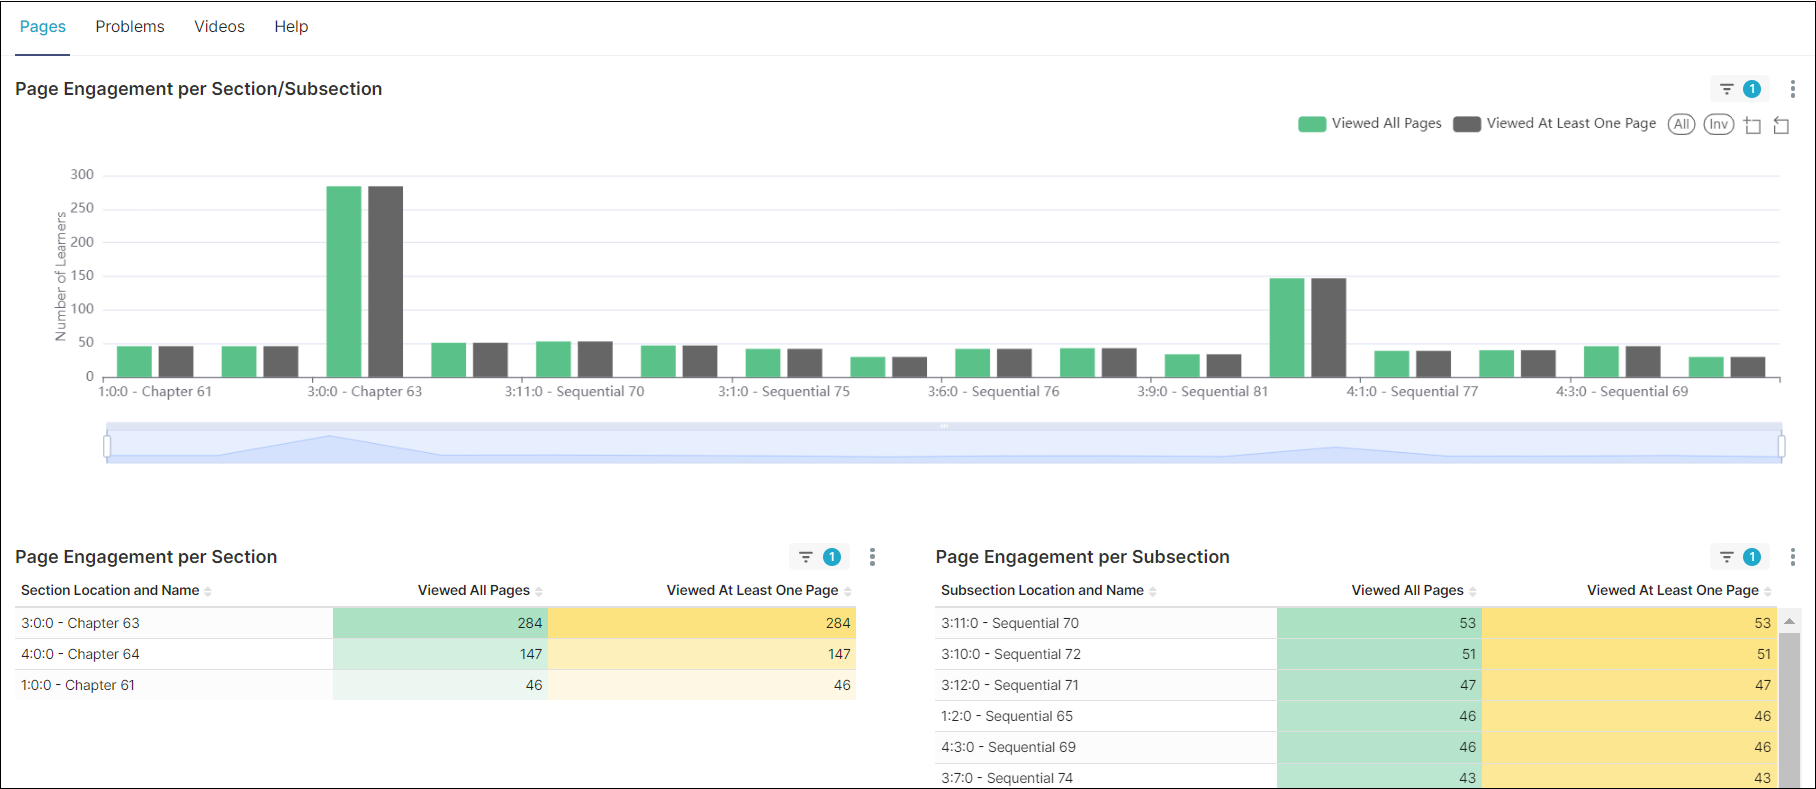 Pages Problems Videos Help
Page Engagement per Section/Subsection
1
Viewed All Pages Viewed At Least One Page All Inv
Number of Learners
300
250
200
150
100
50
0
1:0:0 - Chapter 61 3:0:0 - Chapter 63 3:11:0 - Sequential 70 3:1:0 - Sequential 75 3:6:0 - Sequential 76 3:9:0 - Sequential 81 4:1:0 - Sequential 77 4:3:0 - Sequential 69
Page Engagement per Section
1
Section Location and Name Viewed All Pages Viewed At Least One Page
3:0:0 - Chapter 63 284 284
4:0:0 - Chapter 64 147 147
1:0:0 - Chapter 61 46 46
Page Engagement per Subsection
1
Subsection Location and Name Viewed All Pages Viewed At Least One Page
3:11:0 - Sequential 70 53 53
3:10:0 - Sequential 72 51 51
3:12:0 - Sequential 71 47 47
1:2:0 - Sequential 65 46 46
4:3:0 - Sequential 69 46 46
3:7:0 - Sequential 74 43 43